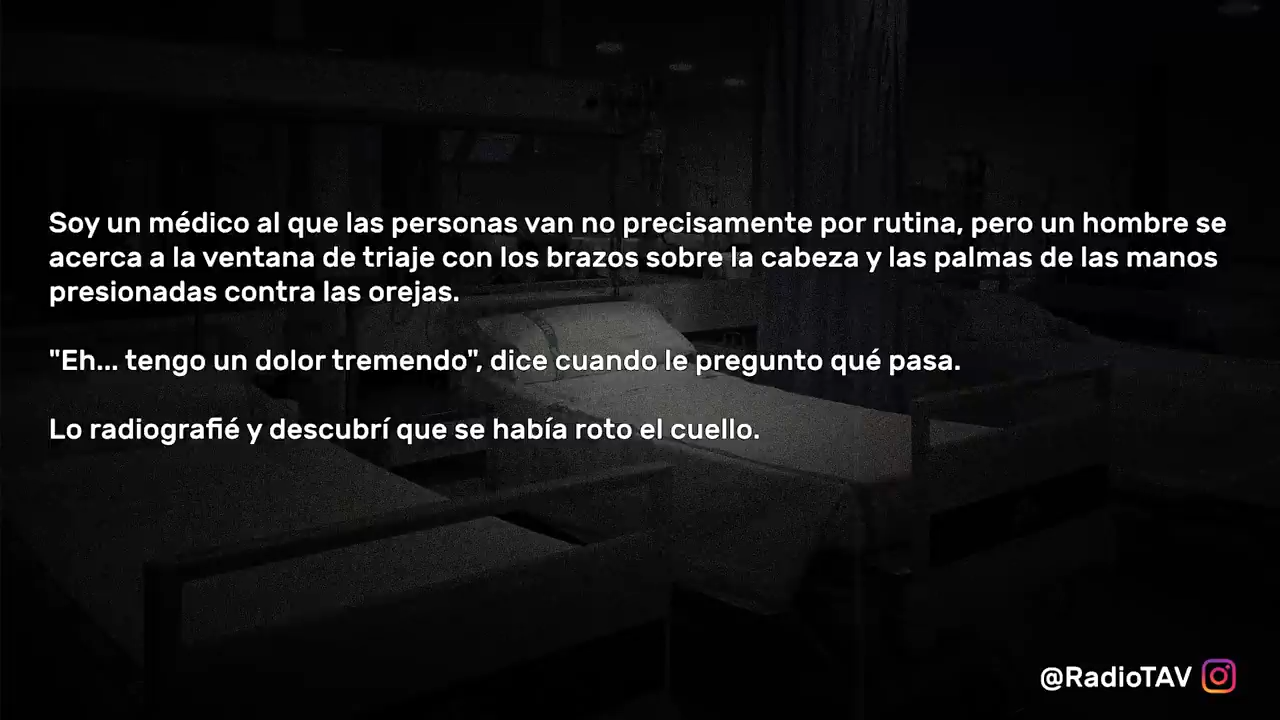 Soy un médico al que las personas van no precisamente por rutina, pero un hombre se
acerca a la ventana de triaje con los brazos sobre la cabeza y las palmas de las manos
presionadas contra las orejas.
"Eh... tengo un dolor tremendo", dice cuando le pregunto qué pasa.
Lo radiografié y descubrí que se había roto el cuello.
@RadioTAV